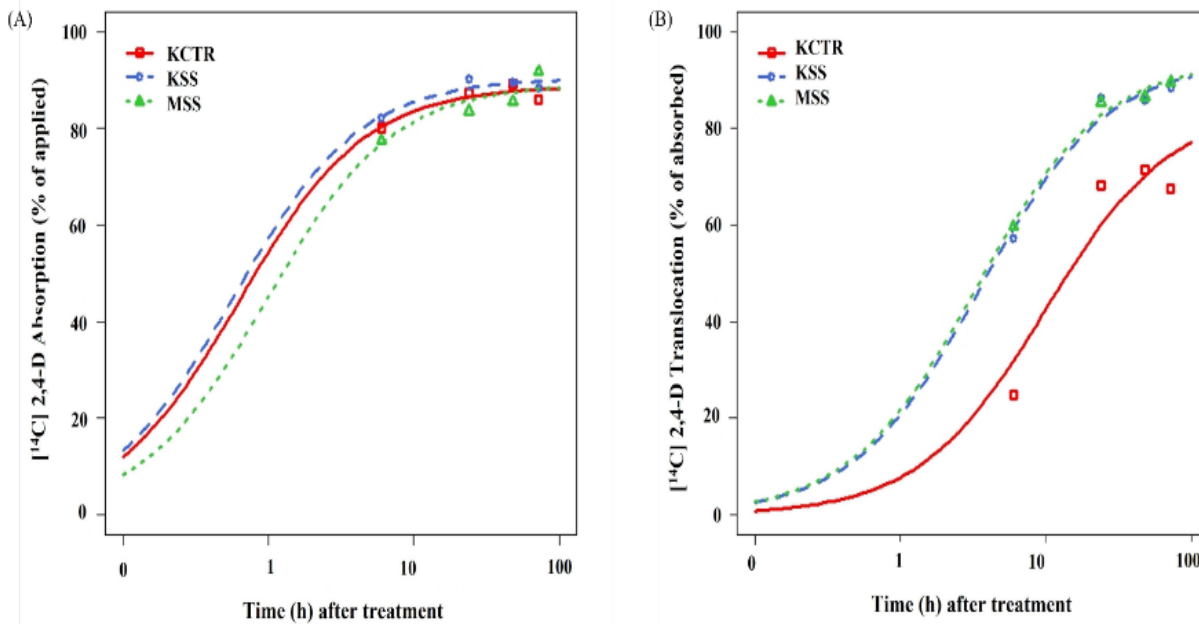 (A)
[¹⁴C] 2,4-D Absorption (% of applied)
100
80
60
40
20
0
KCTR
KSS
MSS
0 1 10 100
Time (h) after treatment
(B)
[¹⁴C] 2,4-D Translocation (% of absorbed)
100
80
60
40
20
0
KCTR
KSS
MSS
0 1 10 100
Time (h) after treatment